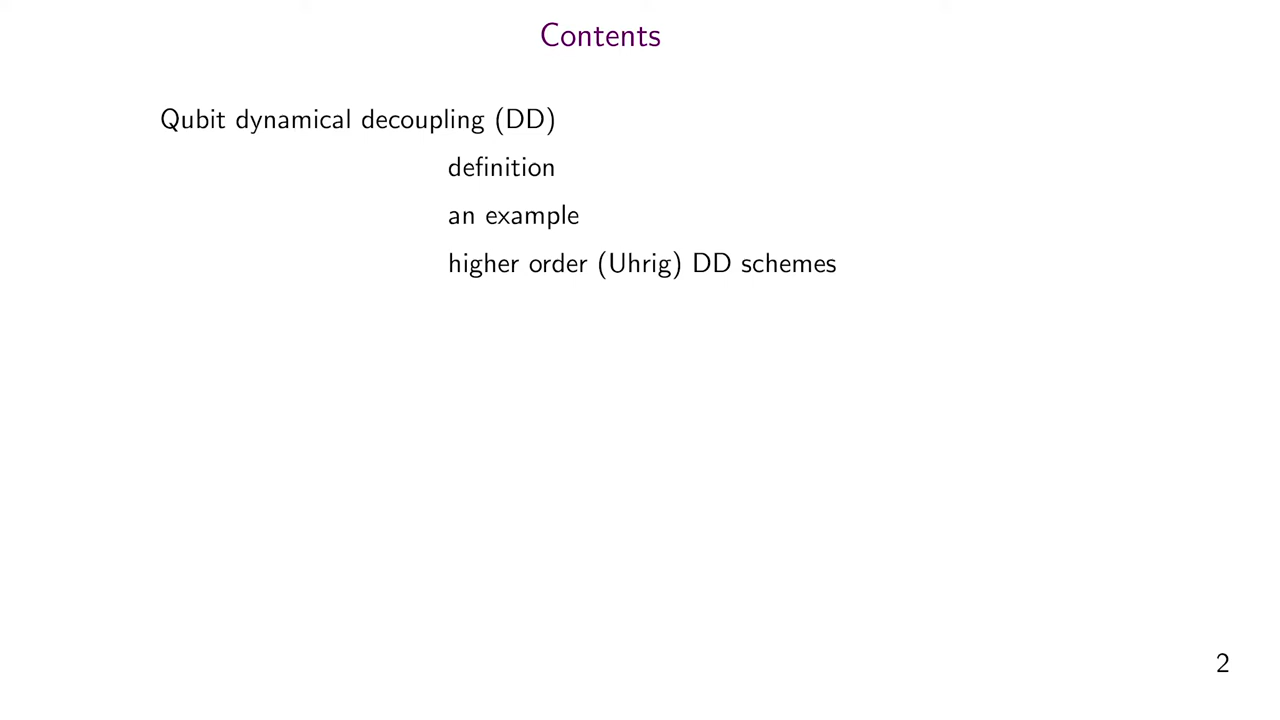 Contents
Qubit dynamical decoupling (DD)
definition
an example
higher order (Uhrig) DD schemes
2